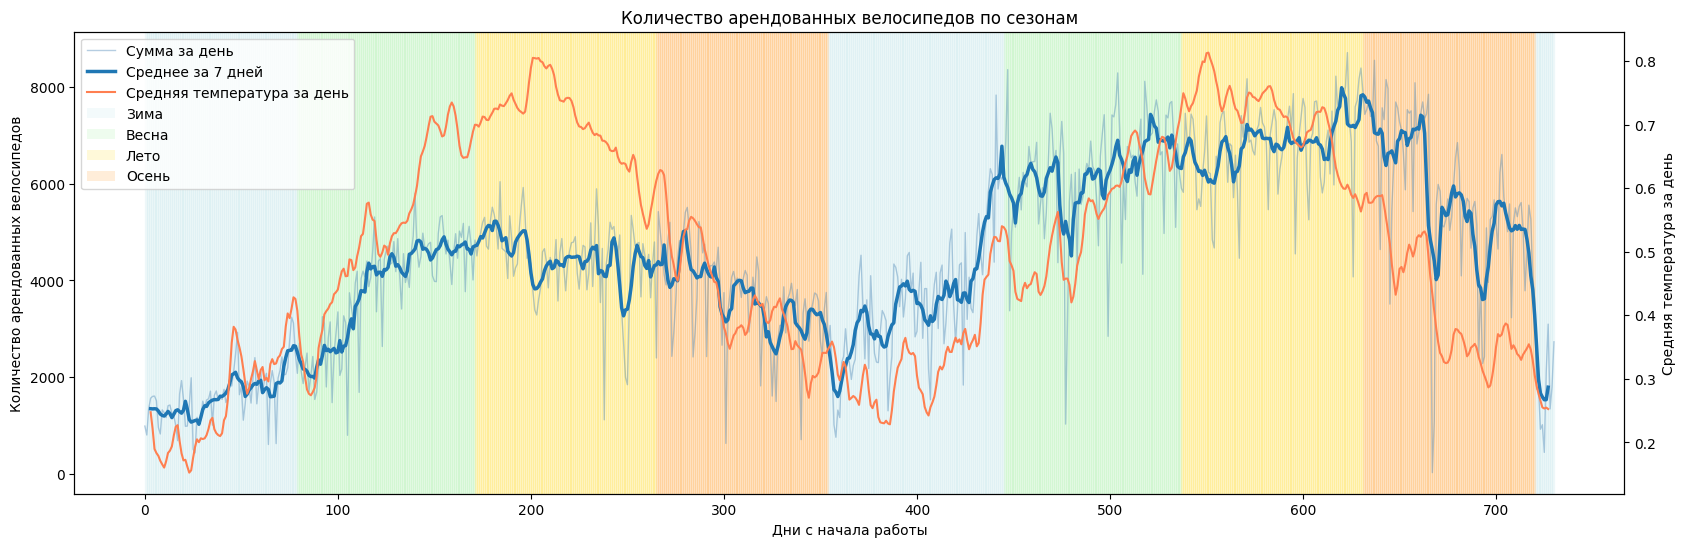 Количество арендованных велосипедов по сезонам
Сумма за день
Среднее за 7 дней
Средняя температура за день
Зима
Весна
Лето
Осень
Количество арендованных велосипедов
8000
6000
4000
2000
0
0.8
0.7
0.6
0.5
0.4
0.3
0.2
Средняя температура за день
0 100 200 300 400 500 600 700
Дни с начала работы